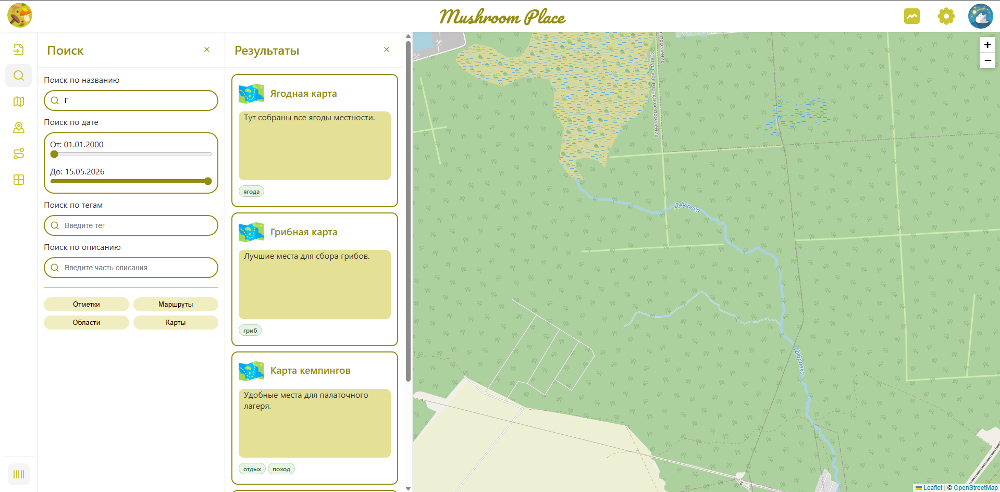 Mushroom Place
Поиск
Поиск по названию
Г
Поиск по дате
От: 01.01.2000
До: 15.05.2026
Поиск по тегам
Введите тег
Поиск по описанию
Введите часть описания
Отметки
Маршруты
Области
Карты
Результаты
Ягодная карта
Тут собраны все ягоды местности.
ягода
Грибная карта
Лучшие места для сбора грибов.
гриб
Карта кемпингов
Удобные места для палаточного
лагеря.
отдых
поход
е поселение
Колтушское городское поселение
Дубровка
Дубровка
+
−
Leaflet | © OpenStreetMap